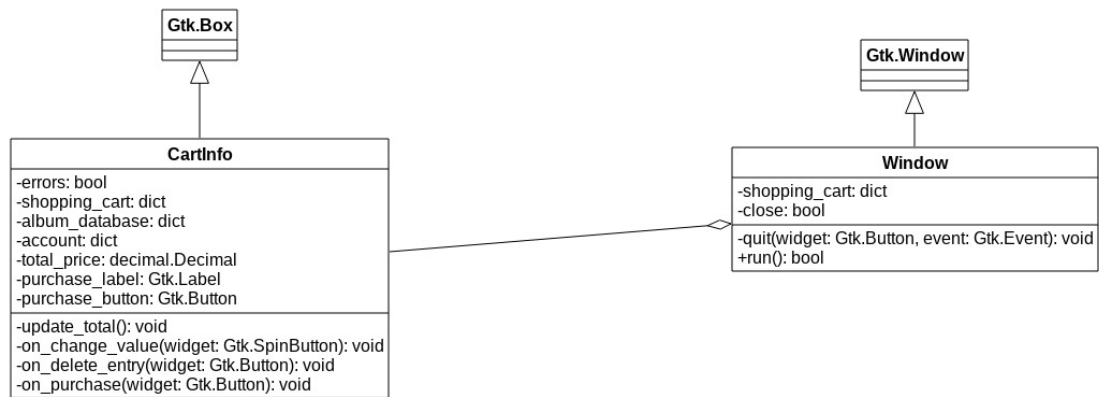 Gtk.Box
CartInfo
-errors: bool
-shopping_cart: dict
-album_database: dict
-account: dict
-total_price: decimal.Decimal
-purchase_label: Gtk.Label
-purchase_button: Gtk.Button
-update_total(): void
-on_change_value(widget: Gtk.SpinButton): void
-on_delete_entry(widget: Gtk.Button): void
-on_purchase(widget: Gtk.Button): void
Gtk.Window
Window
-shopping_cart: dict
-close: bool
-quit(widget: Gtk.Button, event: Gtk.Event): void
+run(): bool